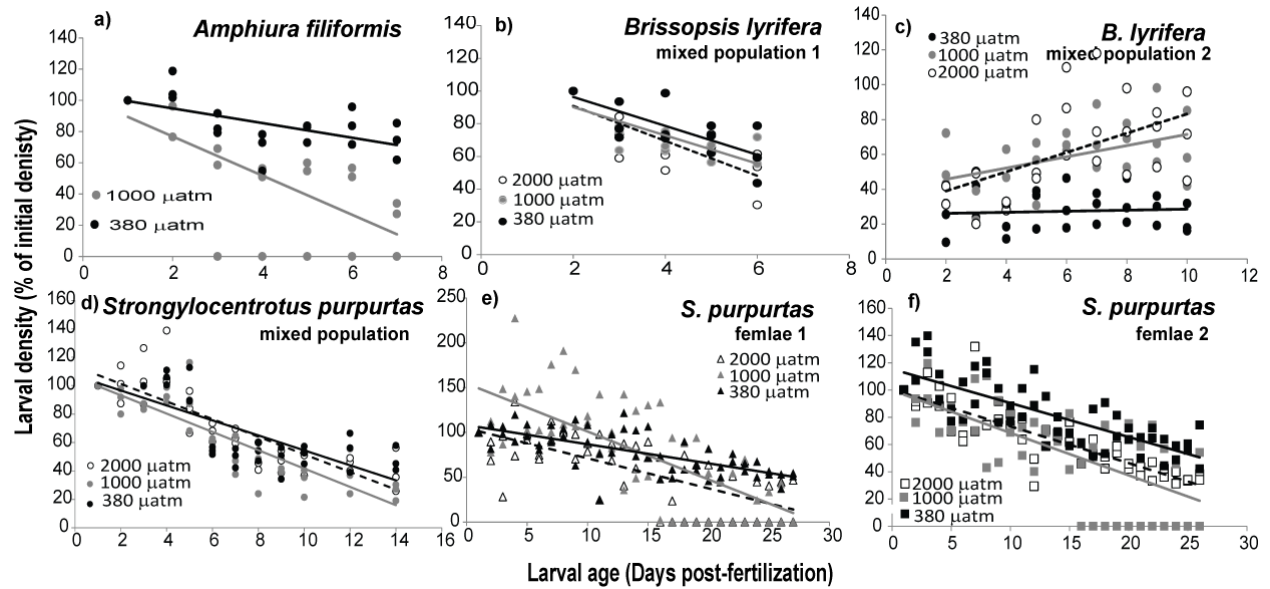 a) Amphiura filiformis
140
120
100
80
60
40
20
0
1000 µatm
380 µatm
0 2 4 6 8
b) Brissopsis lyrifera
mixed population 1
140
120
100
80
60
40
20
0
2000 µatm
1000 µatm
380 µatm
0 2 4 6 8
c) B. lyrifera
mixed population 2
380 µatm
1000 µatm
2000 µatm
140
120
100
80
60
40
20
0
0 2 4 6 8 10 12
Larval density (% of initial denisty)
d) Strongylocentrotus purpurtas
mixed population
160
140
120
100
80
60
40
20
0
2000 µatm
1000 µatm
380 µatm
0 2 4 6 8 10 12 14 16
e) S. purpurtas
femlae 1
2000 µatm
1000 µatm
380 µatm
250
200
150
100
50
0
0 5 10 15 20 25 30
f) S. purpurtas
femlae 2
160
140
120
100
80
60
40
20
0
2000 µatm
1000 µatm
380 µatm
0 5 10 15 20 25 30
Larval age (Days post-fertilization)